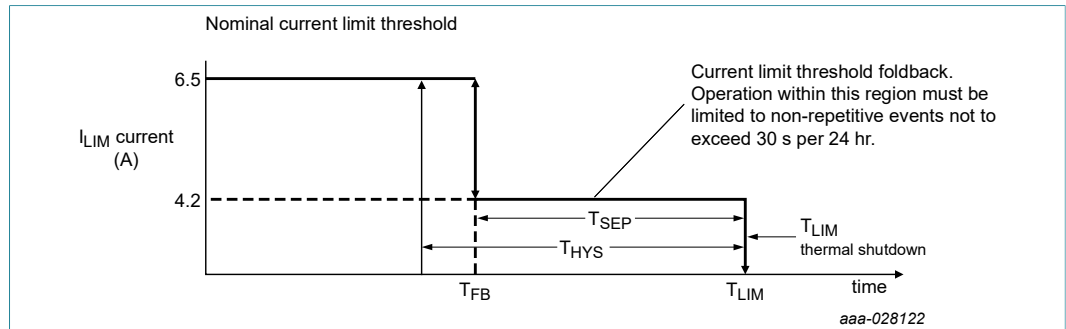 Nominal current limit threshold
6.5
Current limit threshold foldback.
Operation within this region must be
limited to non-repetitive events not to
exceed 30 s per 24 hr.
ILIM current
(A)
4.2
TSEP
TLIM
thermal shutdown
THYS
TFB
TLIM
time
aaa-028122